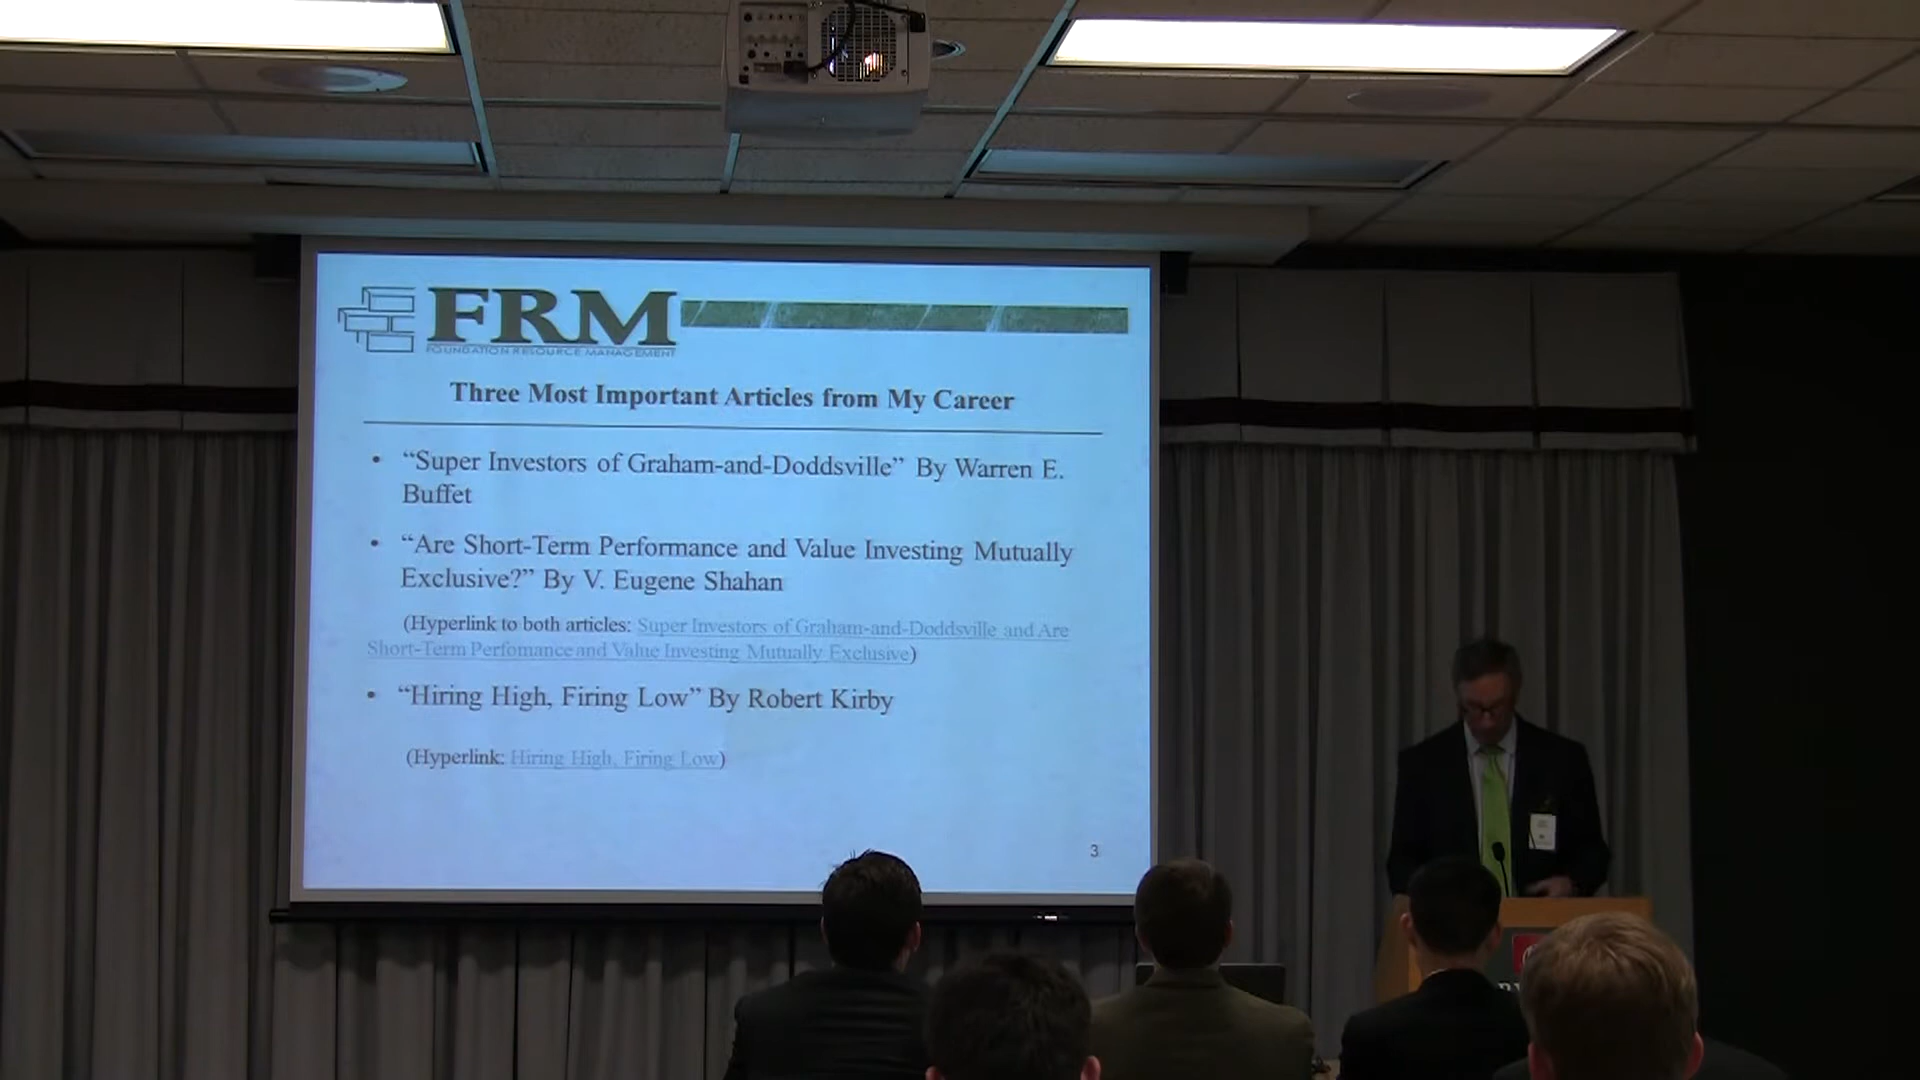 FRM
FOUNDATION RESOURCE MANAGEMENT
Three Most Important Articles from My Career
• “Super Investors of Graham-and-Doddsville” By Warren E.
Buffet
• “Are Short-Term Performance and Value Investing Mutually
Exclusive?” By V. Eugene Shahan
(Hyperlink to both articles: Super Investors of Graham-and-Doddsville and Are
Short-Term Perfomance and Value Investing Mutually Exclusive)
• “Hiring High, Firing Low” By Robert Kirby
(Hyperlink: Hiring High, Firing Low)
3